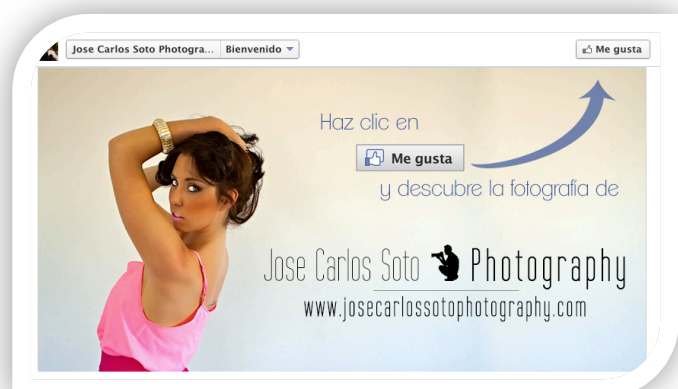 Jose Carlos Soto Photogra... Bienvenido Me gusta
Haz clic en
Me gusta
y descubre la fotografía de
Jose Carlos Soto Photography
www.josecarlossotophotography.com